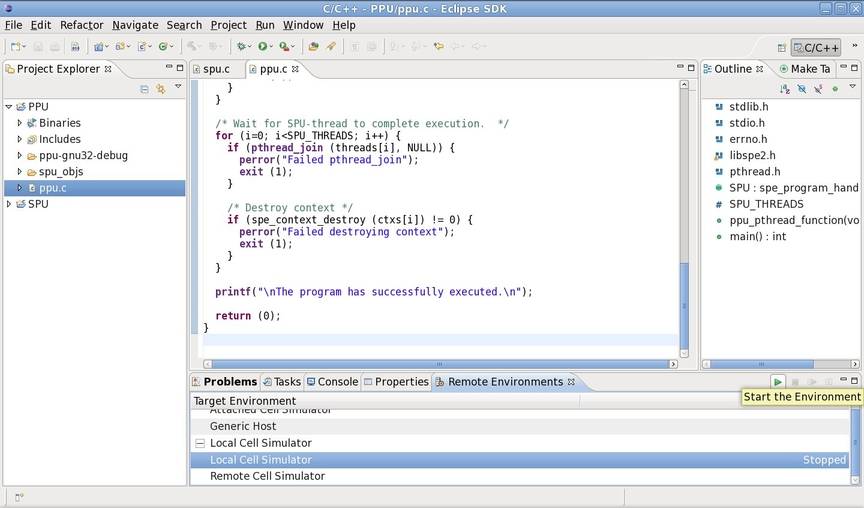 C/C++ - PPU/ppu.c - Eclipse SDK
File Edit Refactor Navigate Search Project Run Window Help
C/C++
Project Explorer
PPU
Binaries
Includes
ppu-gnu32-debug
spu_objs
ppu.c
SPU
spu.c ppu.c
}
}
/* Wait for SPU-thread to complete execution.  */
for (i=0; i<SPU_THREADS; i++) {
if (pthread_join (threads[i], NULL)) {
perror("Failed pthread_join");
exit (1);
}
/* Destroy context */
if (spe_context_destroy (ctxs[i]) != 0) {
perror("Failed destroying context");
exit (1);
}
}
printf("\nThe program has successfully executed.\n");
return (0);
}
Outline Make Ta
stdlib.h
stdio.h
errno.h
libspe2.h
pthread.h
SPU : spe_program_hand
# SPU_THREADS
ppu_pthread_function(vo
main() : int
Problems Tasks Console Properties Remote Environments
Start the Environment
Target Environment
Attached Cell Simulator
Generic Host
Local Cell Simulator
Local Cell Simulator Stopped
Remote Cell Simulator